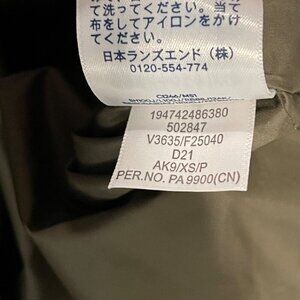 て洗ってください。当て
布をしてアイロンをかけ
てください。
日本ランズエンド（株）
0120-554-774
194742486380
502847
V3635/F25040
D21
AK9/XS/P
PER.NO. PA 9900(CN)